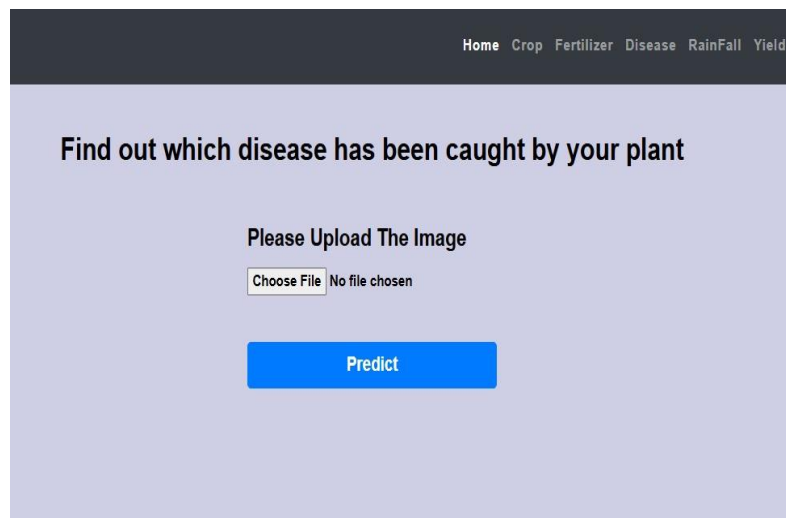 Home Crop Fertilizer Disease RainFall Yield
Find out which disease has been caught by your plant
Please Upload The Image
Choose File No file chosen
Predict